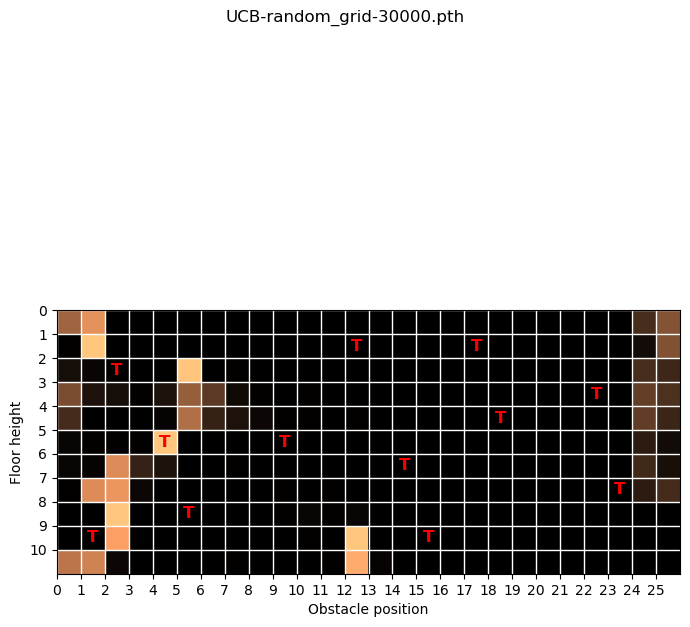 UCB-random_grid-30000.pth
0
1
T T
2
T
3
T
4
T
5
T T
6
T
7
T
8
T
9
T T
10
0 1 2 3 4 5 6 7 8 9 10 11 12 13 14 15 16 17 18 19 20 21 22 23 24 25
Floor height
Obstacle position